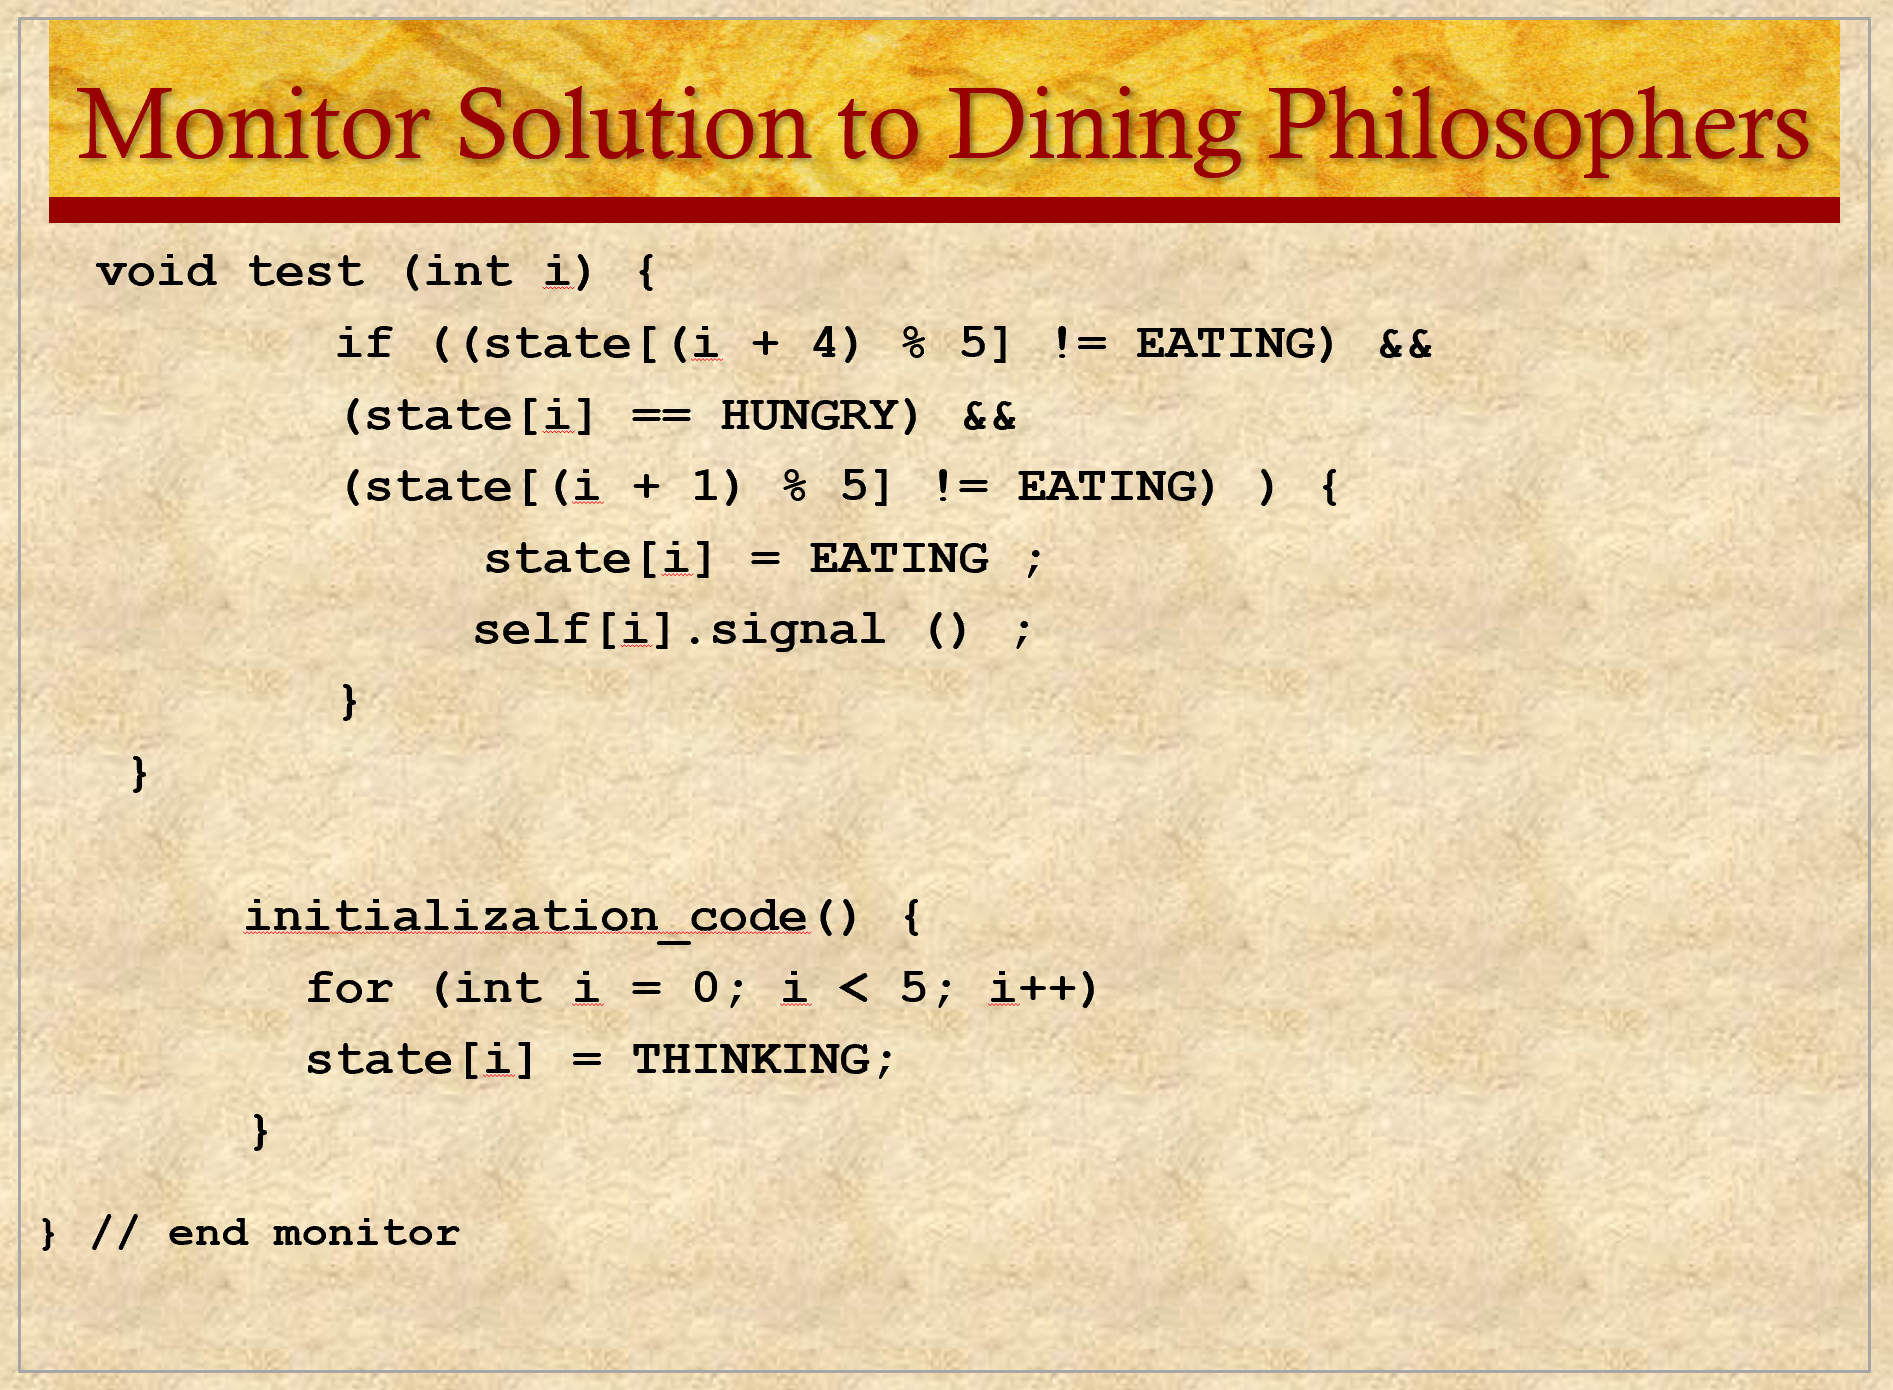 Monitor Solution to Dining Philosophers
void test (int i) {
if ((state[(i + 4) % 5] != EATING) &&
(state[i] == HUNGRY) &&
(state[(i + 1) % 5] != EATING) ) {
state[i] = EATING ;
self[i].signal () ;
}
}
initialization_code() {
for (int i = 0; i < 5; i++)
state[i] = THINKING;
}
} // end monitor